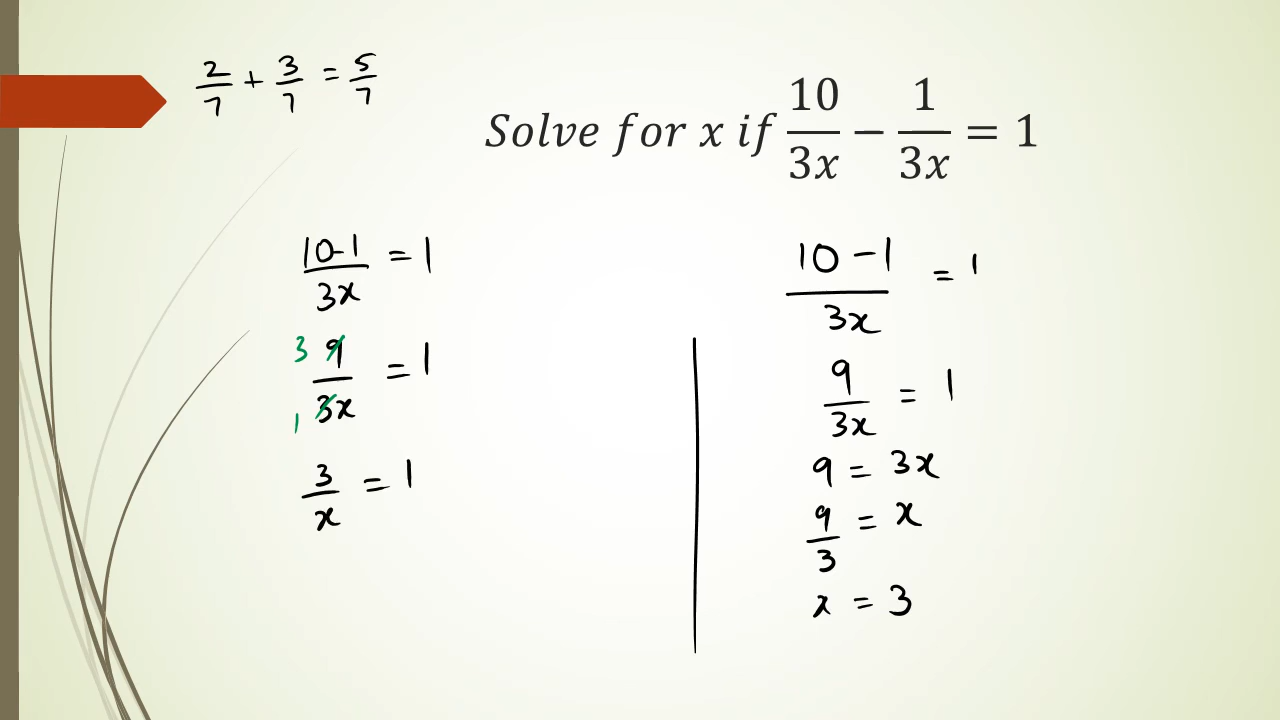 2/7 + 3/7 = 5/7
Solve for x if 10/3x − 1/3x = 1
10-1/3x = 1
3 9/1 3x = 1
3/x = 1
10 − 1/3x = 1
9/3x = 1
9 = 3x
9/3 = x
x = 3